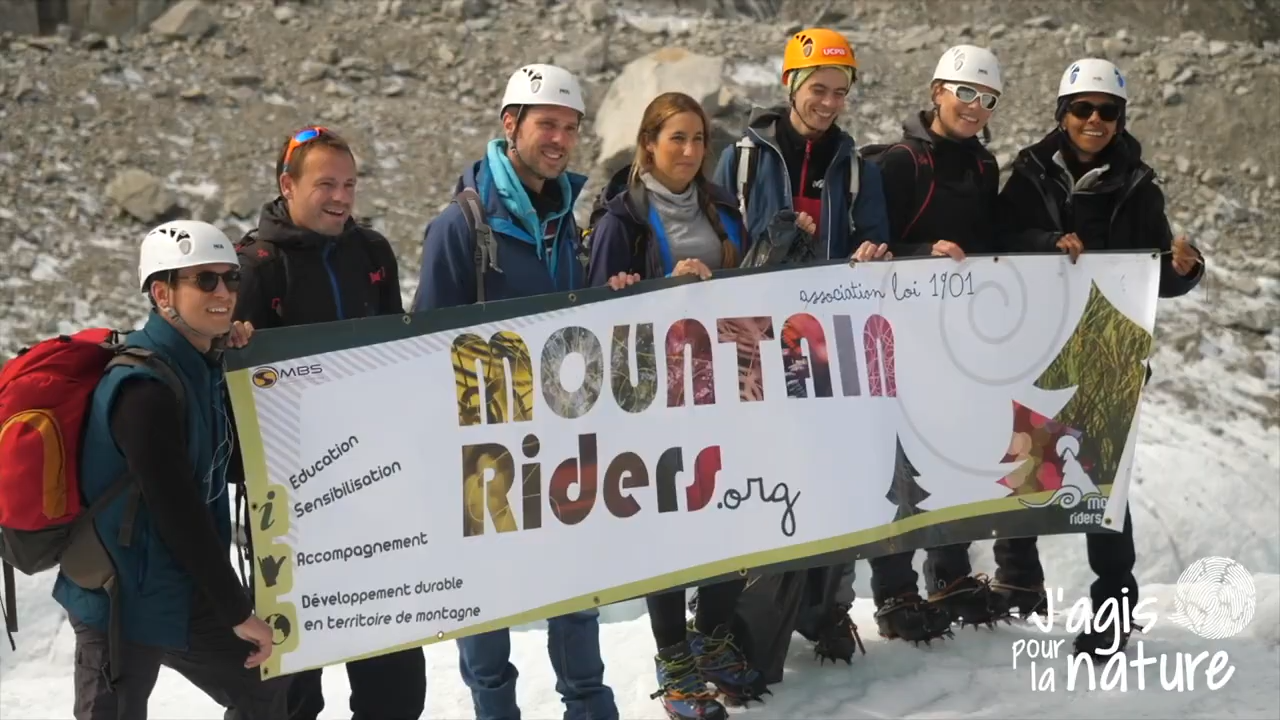 UCPA
association loi 1901
MBS
mountain
Riders.org
Education
Sensibilisation
Accompagnement
Développement durable
en territoire de montagne
riders
J'agis
pour
la nature